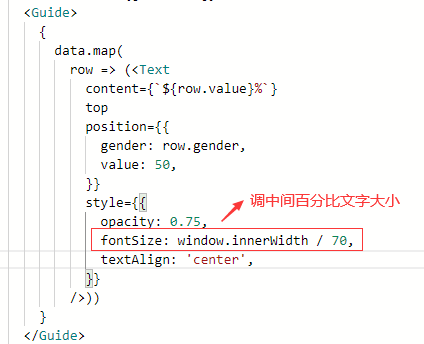 <Guide>
{
data.map(
row => (<Text
content={`${row.value}%`}
top
position={{
gender: row.gender,
value: 50,
}}
style={{
调中间百分比文字大小
opacity: 0.75,
fontSize: window.innerWidth / 70,
textAlign: 'center',
}}
/>))
}
</Guide>